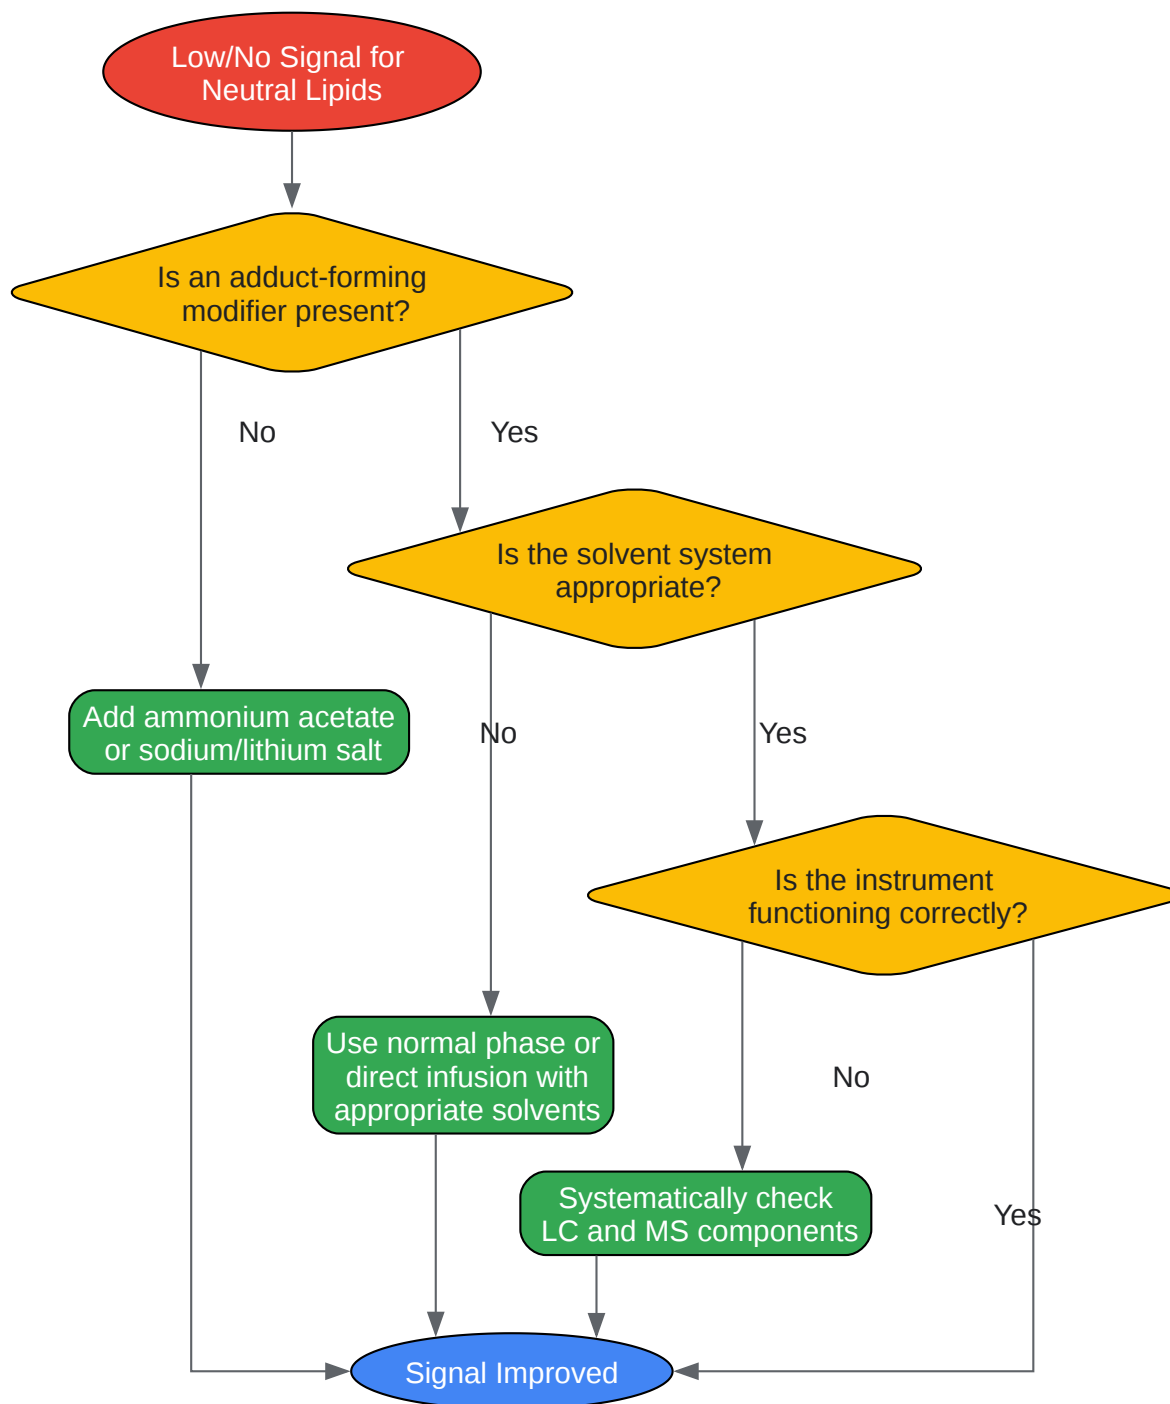 Low/No Signal for
Neutral Lipids
Is an adduct-forming
modifier present?
No
Yes
Is the solvent system
appropriate?
Add ammonium acetate
or sodium/lithium salt
No
Yes
Is the instrument
functioning correctly?
Use normal phase or
direct infusion with
appropriate solvents
No
Systematically check
LC and MS components
Yes
Signal Improved